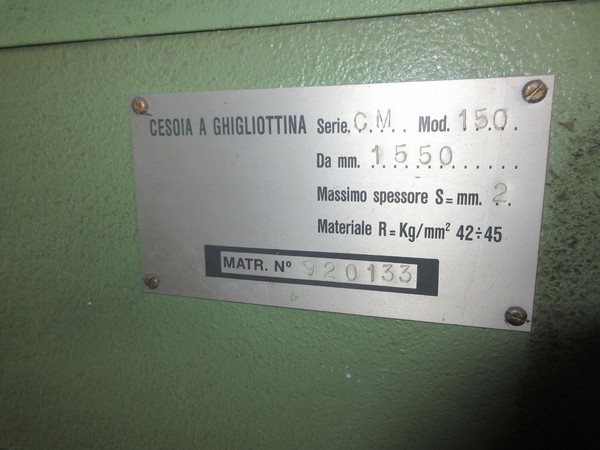 CESOIA A GHIGLIOTTINA Serie. C.M. . Mod. 150.
Da mm. 1550
Massimo spessore S=mm. 2.
Materiale R=Kg/mm² 42÷45
MATR. Nº 920133